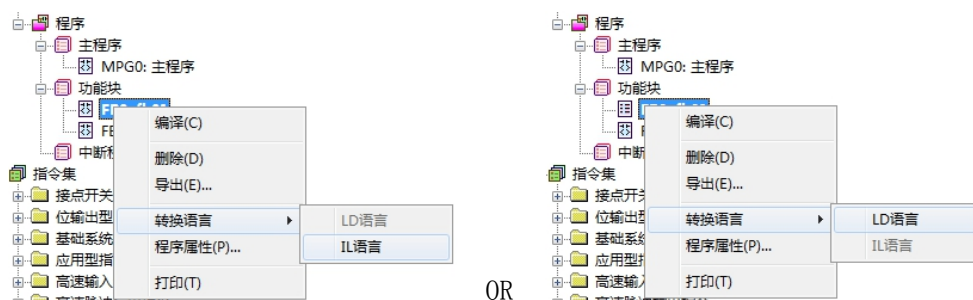 程序
主程序
MPG0: 主程序
功能块
编译(C)
删除(D)
导出(E)...
转换语言
LD语言
IL语言
程序属性(P)...
打印(T)
中断
指令集
接点开关
位输出型
基础系统
应用型指
高速输入
OR
程序
主程序
MPG0: 主程序
功能块
编译(C)
删除(D)
导出(E)...
转换语言
LD语言
IL语言
程序属性(P)...
打印(T)
中断
指令集
接点开
位输出
基础系
应用型
高速输